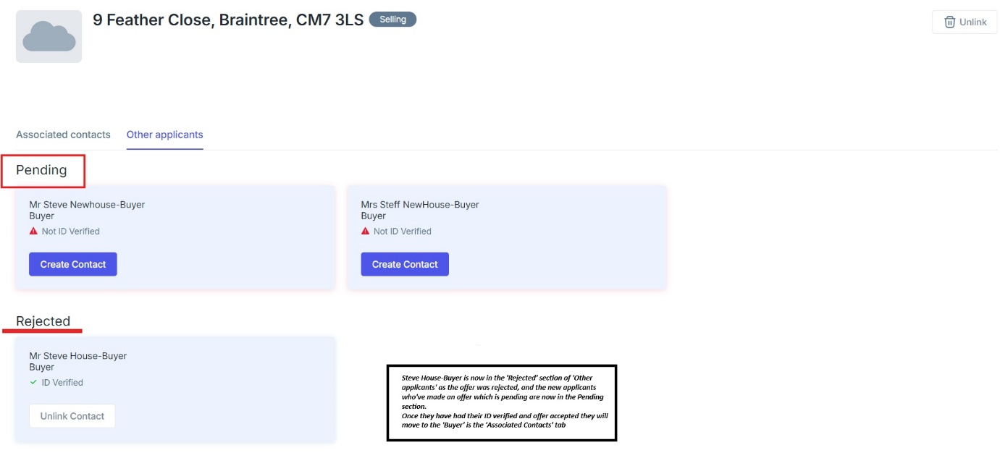 9 Feather Close, Braintree, CM7 3LS Selling
Unlink
Associated contacts Other applicants
Pending
Mr Steve Newhouse-Buyer
Buyer
Not ID Verified
Create Contact
Mrs Steff NewHouse-Buyer
Buyer
Not ID Verified
Create Contact
Rejected
Mr Steve House-Buyer
Buyer
ID Verified
Unlink Contact
Steve House-Buyer is now in the 'Rejected' section of 'Other
applicants' as the offer was rejected, and the new applicants
who've made an offer which is pending are now in the Pending
section.
Once they have had their ID verified and offer accepted they will
move to the 'Buyer' is the 'Associated Contacts' tab